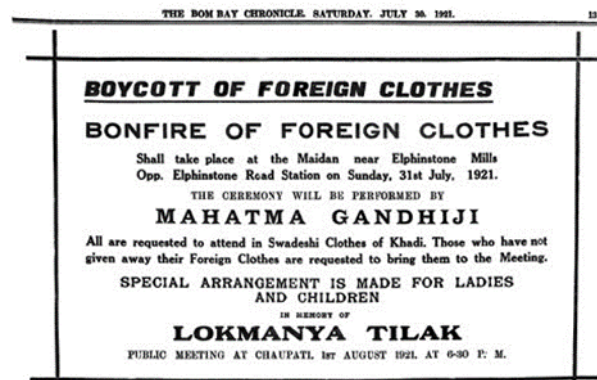 THE BOMBAY CHRONICLE. SATURDAY. JULY 30. 1921. 13
BOYCOTT OF FOREIGN CLOTHES
BONFIRE OF FOREIGN CLOTHES
Shall take place at the Maidan near Elphinstone Mills
Opp. Elphinstone Road Station on Sunday, 31st July, 1921.
THE CEREMONY WILL BE PERFORMED BY
MAHATMA GANDHIJI
All are requested to attend in Swadeshi Clothes of Khadi. Those who have not
given away their Foreign Clothes are requested to bring them to the Meeting.
SPECIAL ARRANGEMENT IS MADE FOR LADIES
AND CHILDREN
IN MEMORY OF
LOKMANYA TILAK
PUBLIC MEETING AT CHAUPATI, 1ST AUGUST 1921, AT 6-30 P. M.